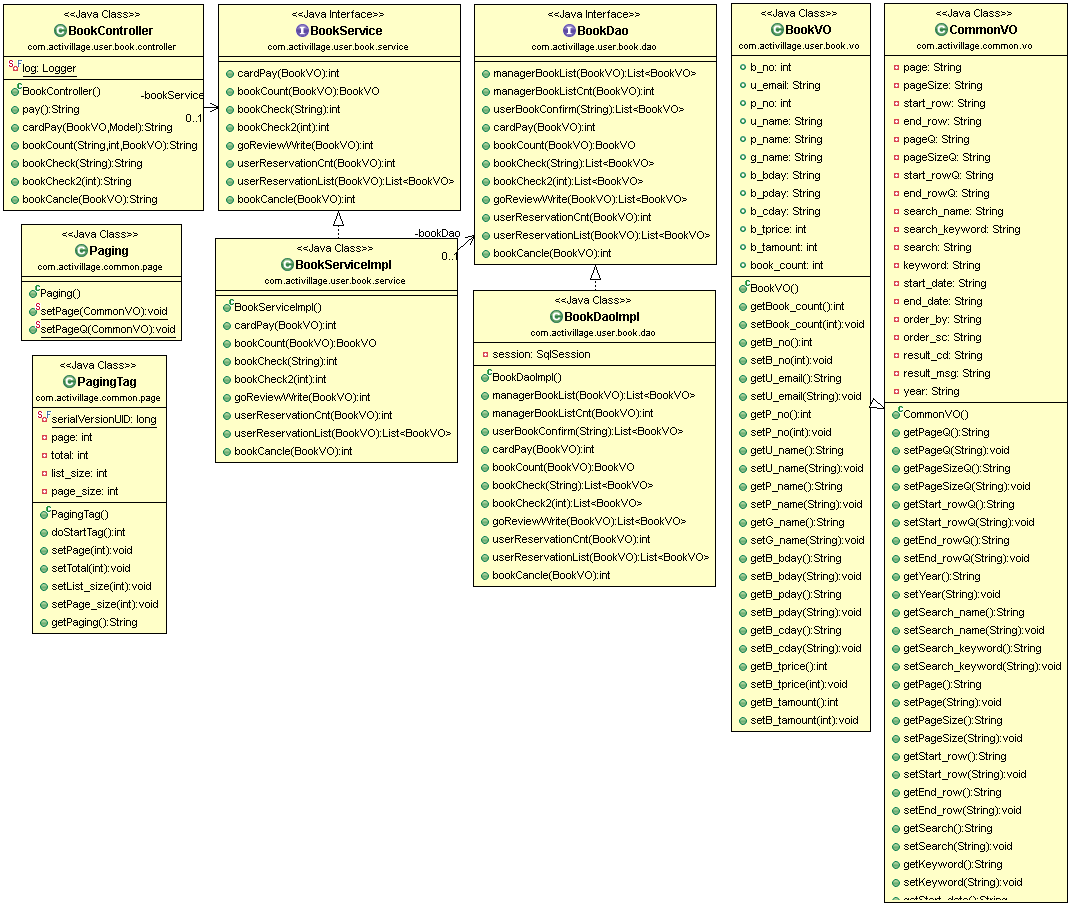 <<Java Class>>
BookController
com.activillage.user.book.controller
log: Logger
BookController()
pay():String
cardPay(BookVO,Model):String
bookCount(String,int,BookVO):String
bookCheck(String):String
bookCheck2(int):String
bookCancle(BookVO):String
-bookService
0..1
<<Java Interface>>
BookService
com.activillage.user.book.service
cardPay(BookVO):int
bookCount(BookVO):BookVO
bookCheck(String):int
bookCheck2(int):int
goReviewWrite(BookVO):int
userReservationCnt(BookVO):int
userReservationList(BookVO):List<BookVO>
bookCancle(BookVO):int
<<Java Interface>>
BookDao
com.activillage.user.book.dao
managerBookList(BookVO):List<BookVO>
managerBookListCnt(BookVO):int
userBookConfirm(String):List<BookVO>
cardPay(BookVO):int
bookCount(BookVO):BookVO
bookCheck(String):List<BookVO>
bookCheck2(int):List<BookVO>
goReviewWrite(BookVO):List<BookVO>
userReservationCnt(BookVO):int
userReservationList(BookVO):List<BookVO>
bookCancle(BookVO):int
<<Java Class>>
BookVO
com.activillage.user.book.vo
b_no: int
u_email: String
p_no: int
u_name: String
p_name: String
g_name: String
b_bday: String
b_pday: String
b_cday: String
b_tprice: int
b_tamount: int
book_count: int
BookVO()
getBook_count():int
setBook_count(int):void
getB_no():int
setB_no(int):void
getU_email():String
setU_email(String):void
getP_no():int
setP_no(int):void
getU_name():String
setU_name(String):void
getP_name():String
setP_name(String):void
getG_name():String
setG_name(String):void
getB_bday():String
setB_bday(String):void
getB_pday():String
setB_pday(String):void
getB_cday():String
setB_cday(String):void
getB_tprice():int
setB_tprice(int):void
getB_tamount():int
setB_tamount(int):void
<<Java Class>>
CommonVO
com.activillage.common.vo
page: String
pageSize: String
start_row: String
end_row: String
pageQ: String
pageSizeQ: String
start_rowQ: String
end_rowQ: String
search_name: String
search_keyword: String
search: String
keyword: String
start_date: String
end_date: String
order_by: String
order_sc: String
result_cd: String
result_msg: String
year: String
CommonVO()
getPageQ():String
setPageQ(String):void
getPageSizeQ():String
setPageSizeQ(String):void
getStart_rowQ():String
setStart_rowQ(String):void
getEnd_rowQ():String
setEnd_rowQ(String):void
getYear():String
setYear(String):void
getSearch_name():String
setSearch_name(String):void
getSearch_keyword():String
setSearch_keyword(String):void
getPage():String
setPage(String):void
getPageSize():String
setPageSize(String):void
getStart_row():String
setStart_row(String):void
getEnd_row():String
setEnd_row(String):void
getSearch():String
setSearch(String):void
getKeyword():String
setKeyword(String):void
getStart_date():String
<<Java Class>>
Paging
com.activillage.common.page
Paging()
setPage(CommonVO):void
setPageQ(CommonVO):void
<<Java Class>>
BookServiceImpl
com.activillage.user.book.service
BookServiceImpl()
cardPay(BookVO):int
bookCount(BookVO):BookVO
bookCheck(String):int
bookCheck2(int):int
goReviewWrite(BookVO):int
userReservationCnt(BookVO):int
userReservationList(BookVO):List<BookVO>
bookCancle(BookVO):int
-bookDao
0..1
<<Java Class>>
BookDaoImpl
com.activillage.user.book.dao
session: SqlSession
BookDaoImpl()
managerBookList(BookVO):List<BookVO>
managerBookListCnt(BookVO):int
userBookConfirm(String):List<BookVO>
cardPay(BookVO):int
bookCount(BookVO):BookVO
bookCheck(String):List<BookVO>
bookCheck2(int):List<BookVO>
goReviewWrite(BookVO):List<BookVO>
userReservationCnt(BookVO):int
userReservationList(BookVO):List<BookVO>
bookCancle(BookVO):int
<<Java Class>>
PagingTag
com.activillage.common.page
serialVersionUID: long
page: int
total: int
list_size: int
page_size: int
PagingTag()
doStartTag():int
setPage(int):void
setTotal(int):void
setList_size(int):void
setPage_size(int):void
getPaging():String